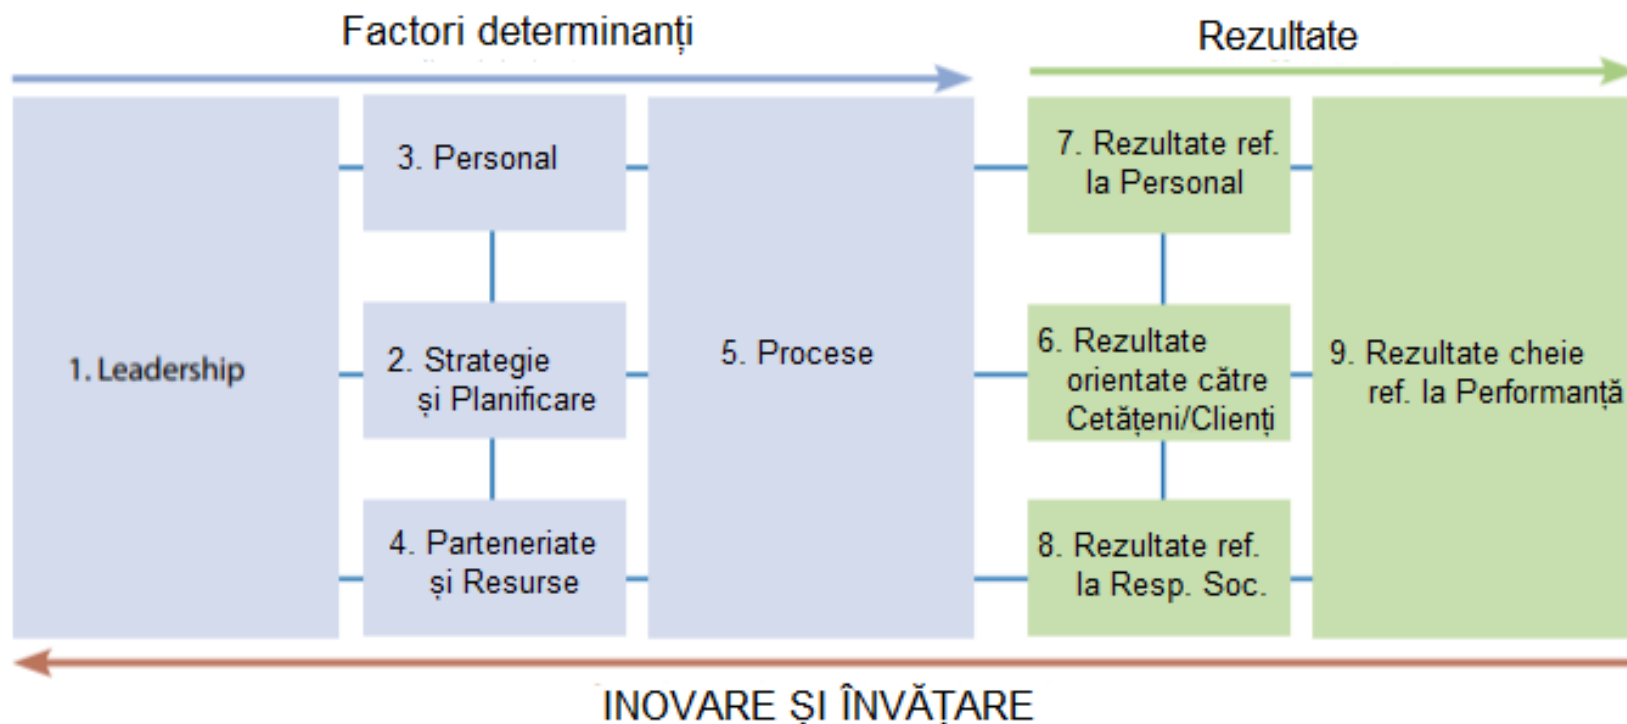 Factori determinanți
Rezultate
1. Leadership
3. Personal
2. Strategie
și Planificare
4. Parteneriate
și Resurse
5. Procese
7. Rezultate ref.
la Personal
6. Rezultate
orientate către
Cetățeni/Clienți
8. Rezultate ref.
la Resp. Soc.
9. Rezultate cheie
ref. la Performanță
INOVARE ȘI ÎNVĂȚARE